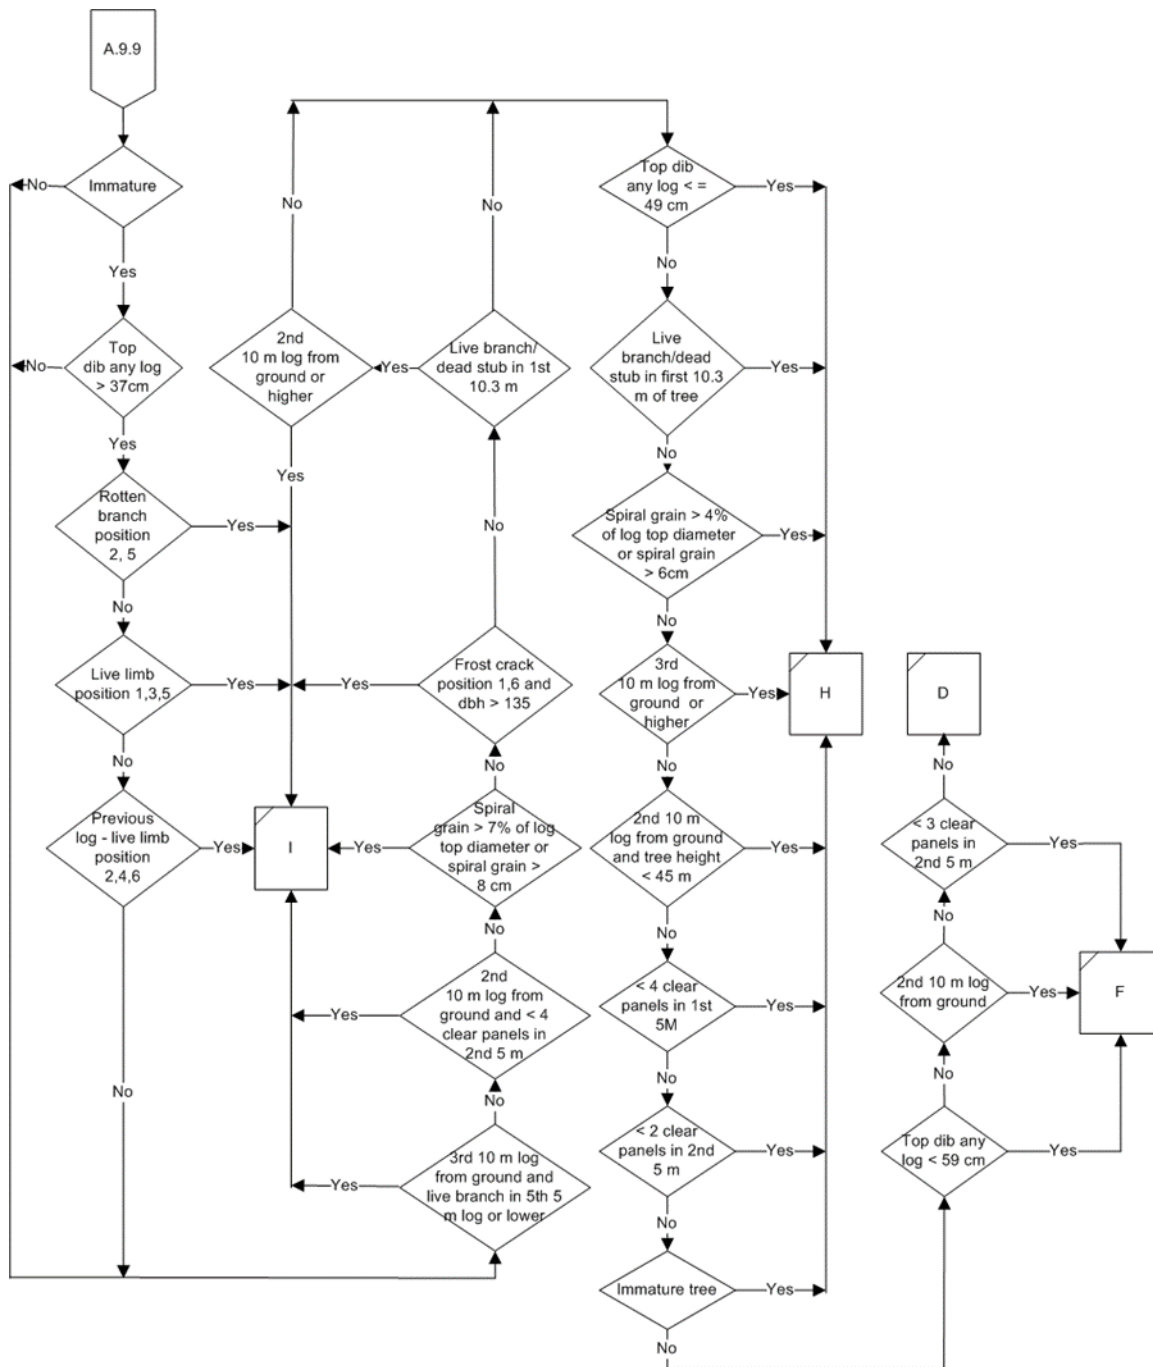 A.9.9
Immature
No
Yes
Top
dib any log
> 37cm
No
Yes
Rotten
branch
position
2, 5
Yes
No
Live limb
position 1,3,5
Yes
No
Previous
log - live limb
position
2,4,6
Yes
No
I
3rd 10 m log
from ground and
live branch in 5th 5
m log or lower
Yes
No
2nd
10 m log from
ground and < 4
clear panels in
2nd 5 m
Yes
No
Spiral
grain > 7% of log
top diameter or
spiral grain >
8 cm
Yes
No
Frost crack
position 1,6 and
dbh > 135
Yes
No
Live branch/
dead stub in 1st
10.3 m
Yes
No
2nd
10 m log from
ground or
higher
No
Yes
Top dib
any log < =
49 cm
Yes
No
Live
branch/dead
stub in first 10.3
m of tree
Yes
No
Spiral grain > 4%
of log top diameter
or spiral grain
> 6cm
Yes
No
3rd
10 m log from
ground or
higher
Yes
No
H
2nd 10 m
log from ground
and tree height
< 45 m
Yes
No
< 4 clear
panels in 1st
5M
Yes
No
< 2 clear
panels in 2nd
5 m
Yes
No
Immature tree
Yes
No
Top dib any
log < 59 cm
Yes
No
2nd 10 m log
from ground
Yes
No
< 3 clear
panels in
2nd 5 m
Yes
No
D
F